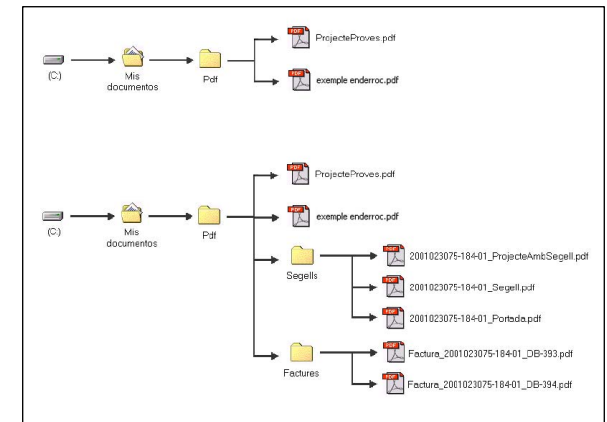 ProjecteProves.pdf
(C:)
Mis
documentos
Pdf
exemple enderroc.pdf
ProjecteProves.pdf
(C:)
Mis
documentos
Pdf
exemple enderroc.pdf
Segells
2001023075-184-01_ProjecteAmbSegell.pdf
2001023075-184-01_Segell.pdf
2001023075-184-01_Portada.pdf
Factures
Factura_2001023075-184-01_DB-393.pdf
Factura_2001023075-184-01_DB-394.pdf